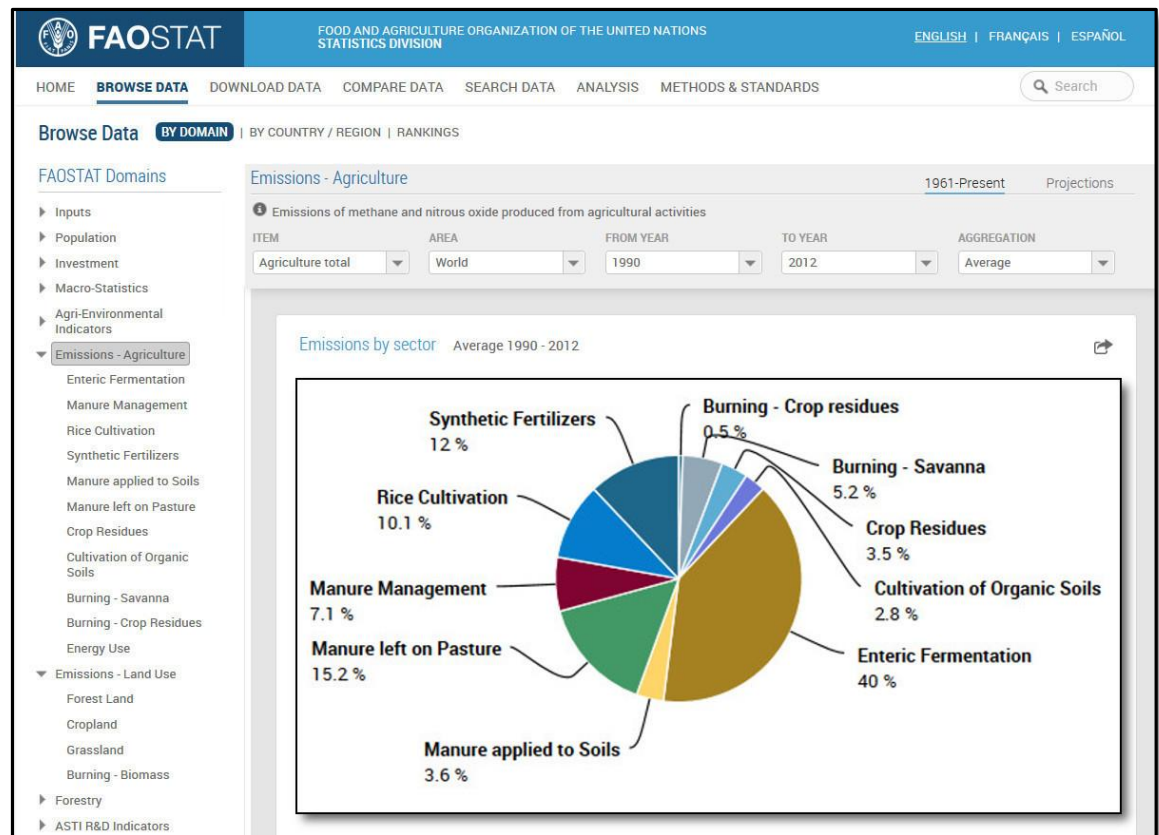 FAOSTAT
FOOD AND AGRICULTURE ORGANIZATION OF THE UNITED NATIONS
STATISTICS DIVISION
ENGLISH | FRANÇAIS | ESPAÑOL
HOME BROWSE DATA DOWNLOAD DATA COMPARE DATA SEARCH DATA ANALYSIS METHODS & STANDARDS
Search
Browse Data BY DOMAIN | BY COUNTRY / REGION | RANKINGS
FAOSTAT Domains
Inputs
Population
Investment
Macro-Statistics
Agri-Environmental
Indicators
Emissions - Agriculture
Enteric Fermentation
Manure Management
Rice Cultivation
Synthetic Fertilizers
Manure applied to Soils
Manure left on Pasture
Crop Residues
Cultivation of Organic
Soils
Burning - Savanna
Burning - Crop Residues
Energy Use
Emissions - Land Use
Forest Land
Cropland
Grassland
Burning - Biomass
Forestry
ASTI R&D Indicators
Emissions - Agriculture
1961-Present Projections
Emissions of methane and nitrous oxide produced from agricultural activities
ITEM AREA FROM YEAR TO YEAR AGGREGATION
Agriculture total World 1990 2012 Average
Emissions by sector Average 1990 - 2012
Burning - Crop residues
0.5 %
Burning - Savanna
5.2 %
Crop Residues
3.5 %
Cultivation of Organic Soils
2.8 %
Enteric Fermentation
40 %
Manure applied to Soils
3.6 %
Manure left on Pasture
15.2 %
Manure Management
7.1 %
Rice Cultivation
10.1 %
Synthetic Fertilizers
12 %